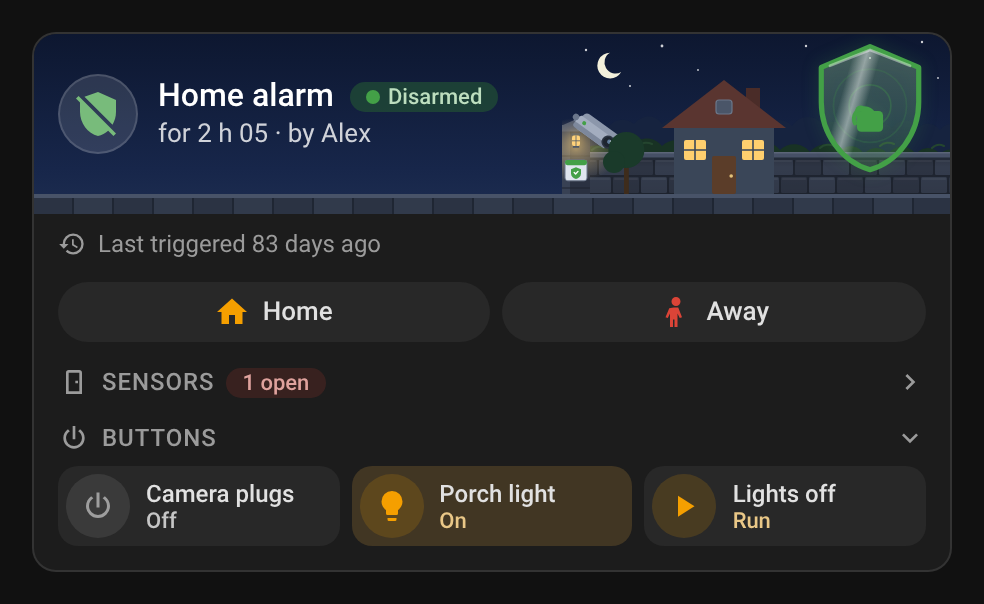 Home alarm
Disarmed
for 2 h 05 · by Alex
Last triggered 83 days ago
Home
Away
SENSORS
1 open
BUTTONS
Camera plugs
Off
Porch light
On
Lights off
Run